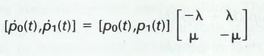 [ṗ₀(t),ṗ₁(t)] = [p₀(t),p₁(t)] [ −λ λ
μ −μ ]